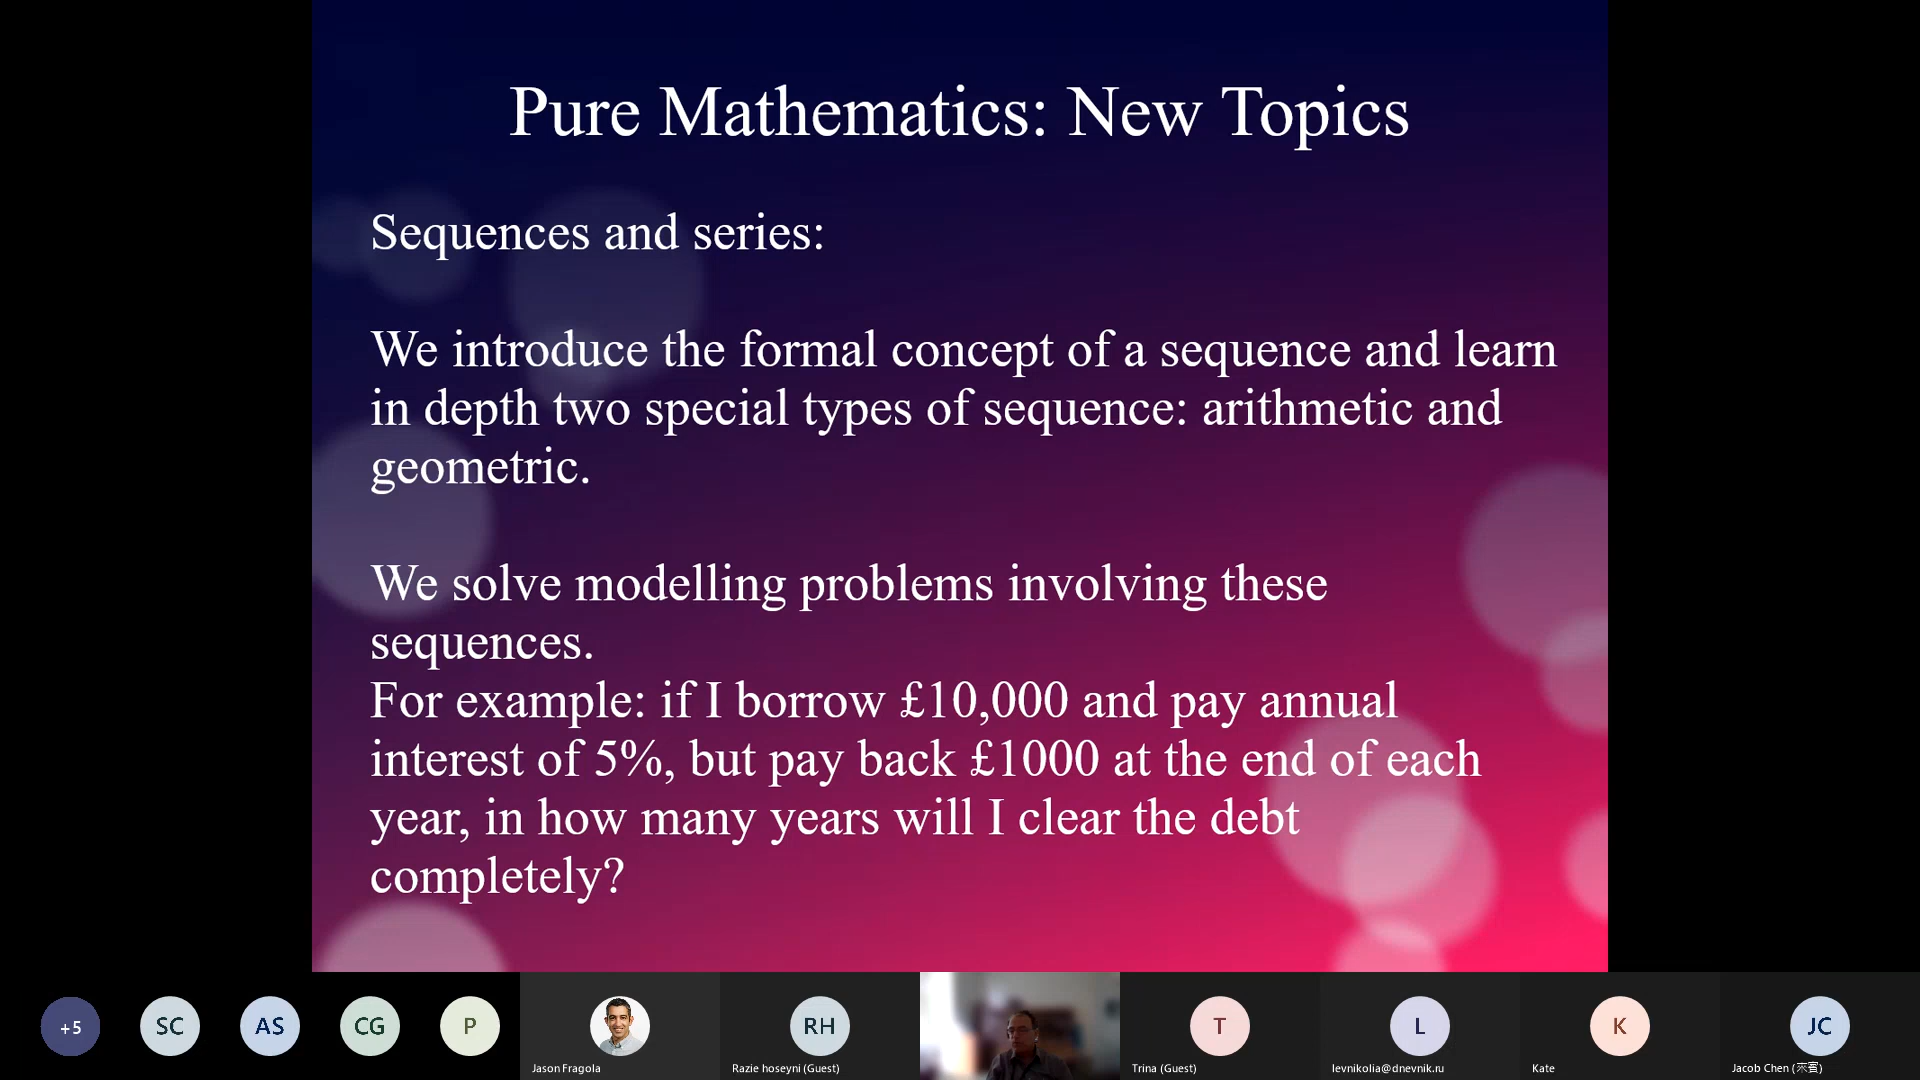 Pure Mathematics: New Topics
Sequences and series:
We introduce the formal concept of a sequence and learn
in depth two special types of sequence: arithmetic and
geometric.
We solve modelling problems involving these
sequences.
For example: if I borrow £10,000 and pay annual
interest of 5%, but pay back £1000 at the end of each
year, in how many years will I clear the debt
completely?
+5
SC
AS
CG
P
RH
T
L
K
JC
Jason Fragola
Razie hoseyni (Guest)
Trina (Guest)
levnikolia@dnevnik.ru
Kate
Jacob Chen (